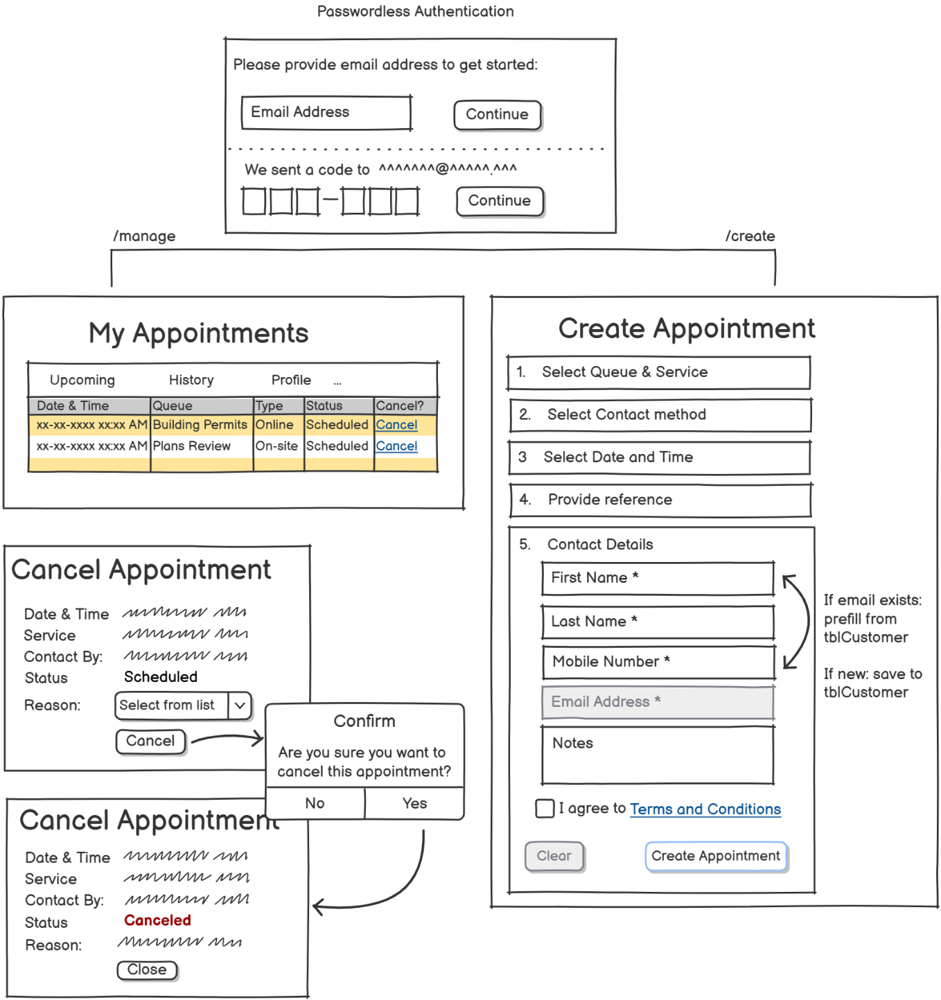 Passwordless Authentication
Please provide email address to get started:
Email Address
Continue
We sent a code to ^^^^^^^@^^^^^.^^^
Continue
/manage
/create
My Appointments
Upcoming History Profile ...
Date & Time Queue Type Status Cancel?
xx-xx-xxxx xx:xx AM Building Permits Online Scheduled Cancel
xx-xx-xxxx xx:xx AM Plans Review On-site Scheduled Cancel
Cancel Appointment
Date & Time
Service
Contact By:
Status Scheduled
Reason: Select from list
Cancel
Confirm
Are you sure you want to
cancel this appointment?
No Yes
Cancel Appointment
Date & Time
Service
Contact By:
Status Canceled
Reason:
Close
Create Appointment
1. Select Queue & Service
2. Select Contact method
3 Select Date and Time
4. Provide reference
5. Contact Details
First Name *
Last Name *
Mobile Number *
Email Address *
Notes
If email exists:
prefill from
tblCustomer
If new: save to
tblCustomer
I agree to Terms and Conditions
Clear
Create Appointment